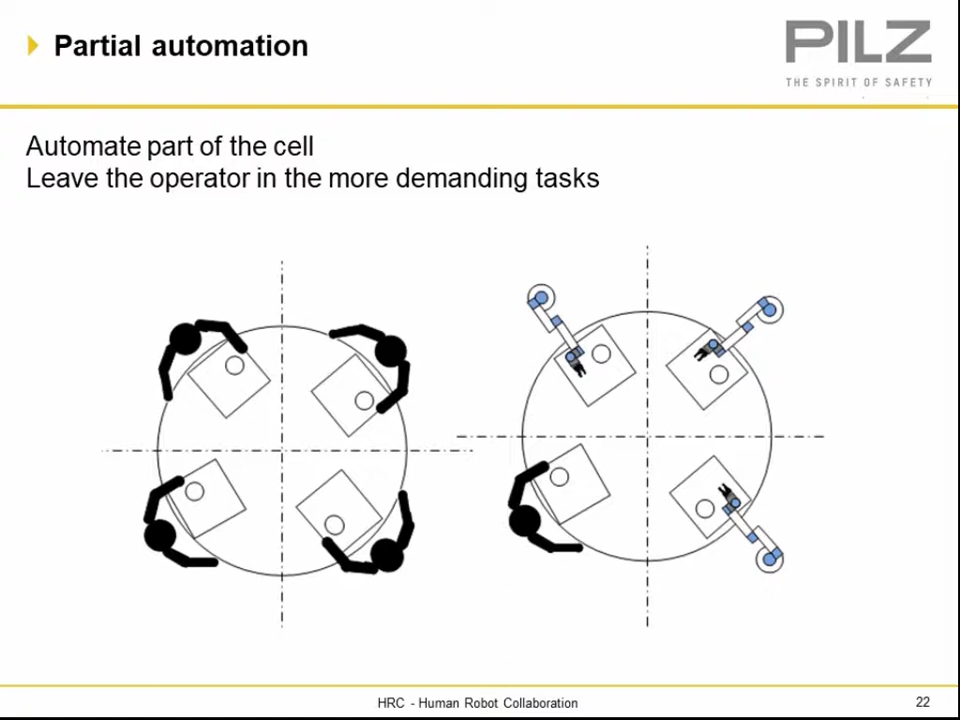 Partial automation
PILZ
THE SPIRIT OF SAFETY
Automate part of the cell
Leave the operator in the more demanding tasks
HRC - Human Robot Collaboration
22